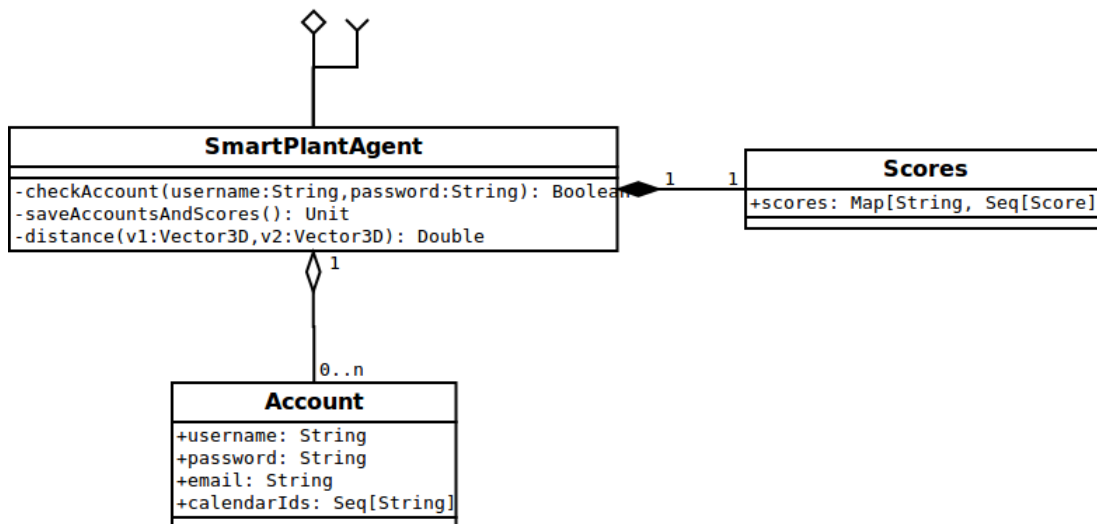 SmartPlantAgent
-checkAccount(username:String,password:String): Boolean
-saveAccountsAndScores(): Unit
-distance(v1:Vector3D,v2:Vector3D): Double
1
1
Scores
+scores: Map[String, Seq[Score]
1
0..n
Account
+username: String
+password: String
+email: String
+calendarIds: Seq[String]